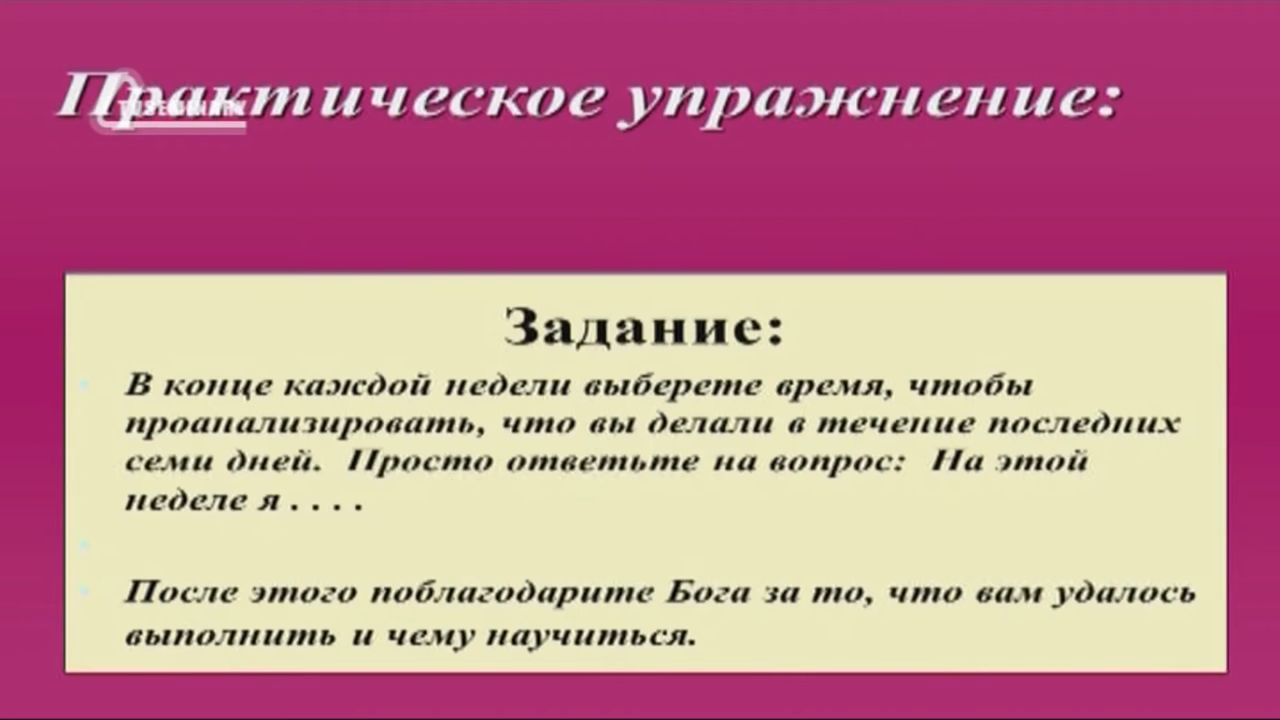 Практическое упражнение:
TVSEMINARY
Задание:
В конце каждой недели выберете время, чтобы
проанализировать, что вы делали в течение последних
семи дней. Просто ответьте на вопрос: На этой
неделе я . . . .
После этого поблагодарите Бога за то, что вам удалось
выполнить и чему научиться.